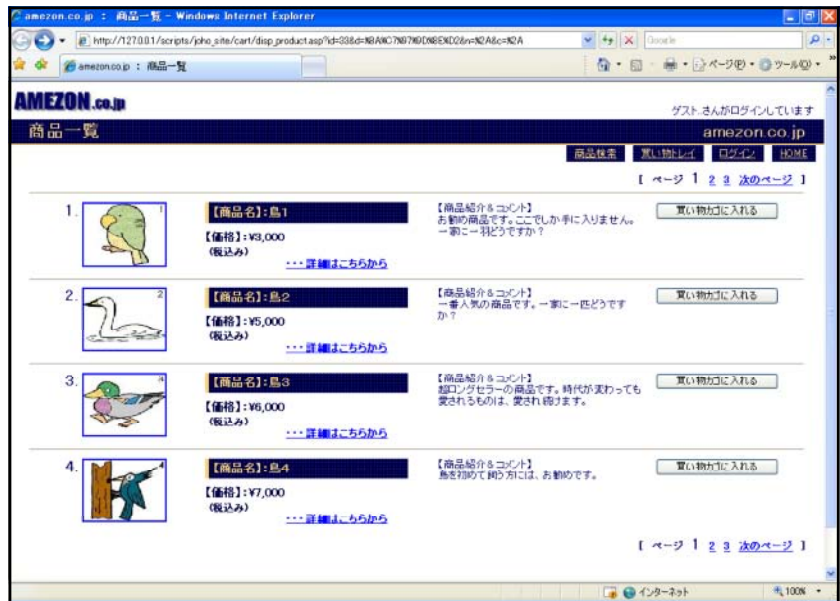 amezon.co.jp : 商品一覧 - Windows Internet Explorer
Google
amezon.co.jp : 商品一覧
ページ(P)
ツール(O)
AMEZON.co.jp
ゲスト.さんがログインしています
商品一覧
amezon.co.jp
商品検索 買い物トレイ ログイン HOME
[ ページ 1 2 3 次のページ ]
1.
1
【商品名】:鳥1
【価格】:¥3,000
(税込み)
・・・詳細はこちらから
【商品紹介&コメント】
お勧め商品です。ここでしか手に入りません。
一家に一羽どうですか?
買い物カゴに入れる
2.
2
【商品名】:鳥2
【価格】:¥5,000
(税込み)
・・・詳細はこちらから
【商品紹介&コメント】
一番人気の商品です。一家に一匹どうです
か?
買い物カゴに入れる
3.
【商品名】:鳥3
【価格】:¥6,000
(税込み)
・・・詳細はこちらから
【商品紹介&コメント】
超ロングセラーの商品です。時代が変わっても
愛されるものは、愛され続けます。
買い物カゴに入れる
4.
【商品名】:鳥4
【価格】:¥7,000
(税込み)
・・・詳細はこちらから
【商品紹介&コメント】
鳥を初めて飼う方には、お勧めです。
買い物カゴに入れる
[ ページ 1 2 3 次のページ ]
インターネット
100%